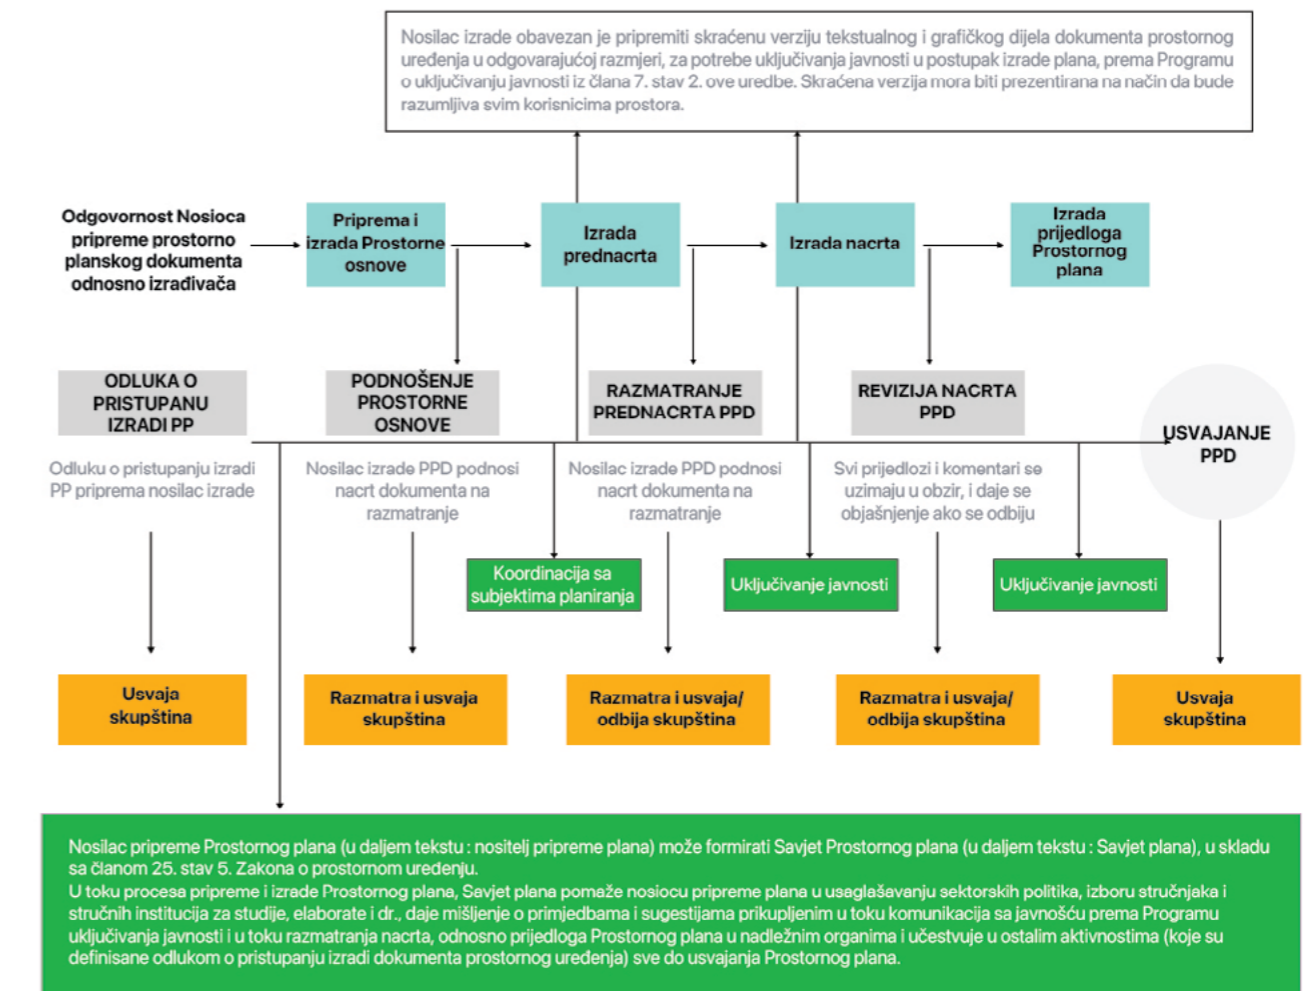 Nosilac izrade obavezan je pripremiti skraćenu verziju tekstualnog i grafičkog dijela dokumenta prostornog
uređenja u odgovarajućoj razmjeri, za potrebe uključivanja javnosti u postupak izrade plana, prema Programu
o uključivanju javnosti iz člana 7. stav 2. ove uredbe. Skraćena verzija mora biti prezentirana na način da bude
razumljiva svim korisnicima prostora.
Odgovornost Nosioca
pripreme prostorno
planskog dokumenta
odnosno izrađivača
Priprema i
izrada Prostorne
osnove
Izrada
prednacrta
Izrada nacrta
Izrada
prijedloga
Prostornog
plana
ODLUKA O
PRISTUPANU
IZRADI PP
PODNOŠENJE
PROSTORNE
OSNOVE
RAZMATRANJE
PREDNACRTA PPD
REVIZIJA NACRTA
PPD
USVAJANJE
PPD
Odluku o pristupanju izradi
PP priprema nosilac izrade
Nosilac izrade PPD podnosi
nacrt dokumenta na
razmatranje
Nosilac izrade PPD podnosi
nacrt dokumenta na
razmatranje
Svi prijedlozi i komentari se
uzimaju u obzir, i daje se
objašnjenje ako se odbiju
Koordinacija sa
subjektima planiranja
Uključivanje javnosti
Uključivanje javnosti
Usvaja
skupština
Razmatra i usvaja
skupština
Razmatra i usvaja/
odbija skupština
Razmatra i usvaja/
odbija skupština
Usvaja
skupština
Nosilac pripreme Prostornog plana (u daljem tekstu : nositelj pripreme plana) može formirati Savjet Prostornog plana (u daljem tekstu : Savjet plana), u skladu
sa članom 25. stav 5. Zakona o prostornom uređenju.
U toku procesa pripreme i izrade Prostornog plana, Savjet plana pomaže nosiocu pripreme plana u usaglašavanju sektorskih politika, izboru stručnjaka i
stručnih institucija za studije, elaborate i dr., daje mišljenje o primjedbama i sugestijama prikupljenim u toku komunikacija sa javnošću prema Programu
uključivanja javnosti i u toku razmatranja nacrta, odnosno prijedloga Prostornog plana u nadležnim organima i učestvuje u ostalim aktivnostima (koje su
definisane odlukom o pristupanju izradi dokumenta prostornog uređenja) sve do usvajanja Prostornog plana.